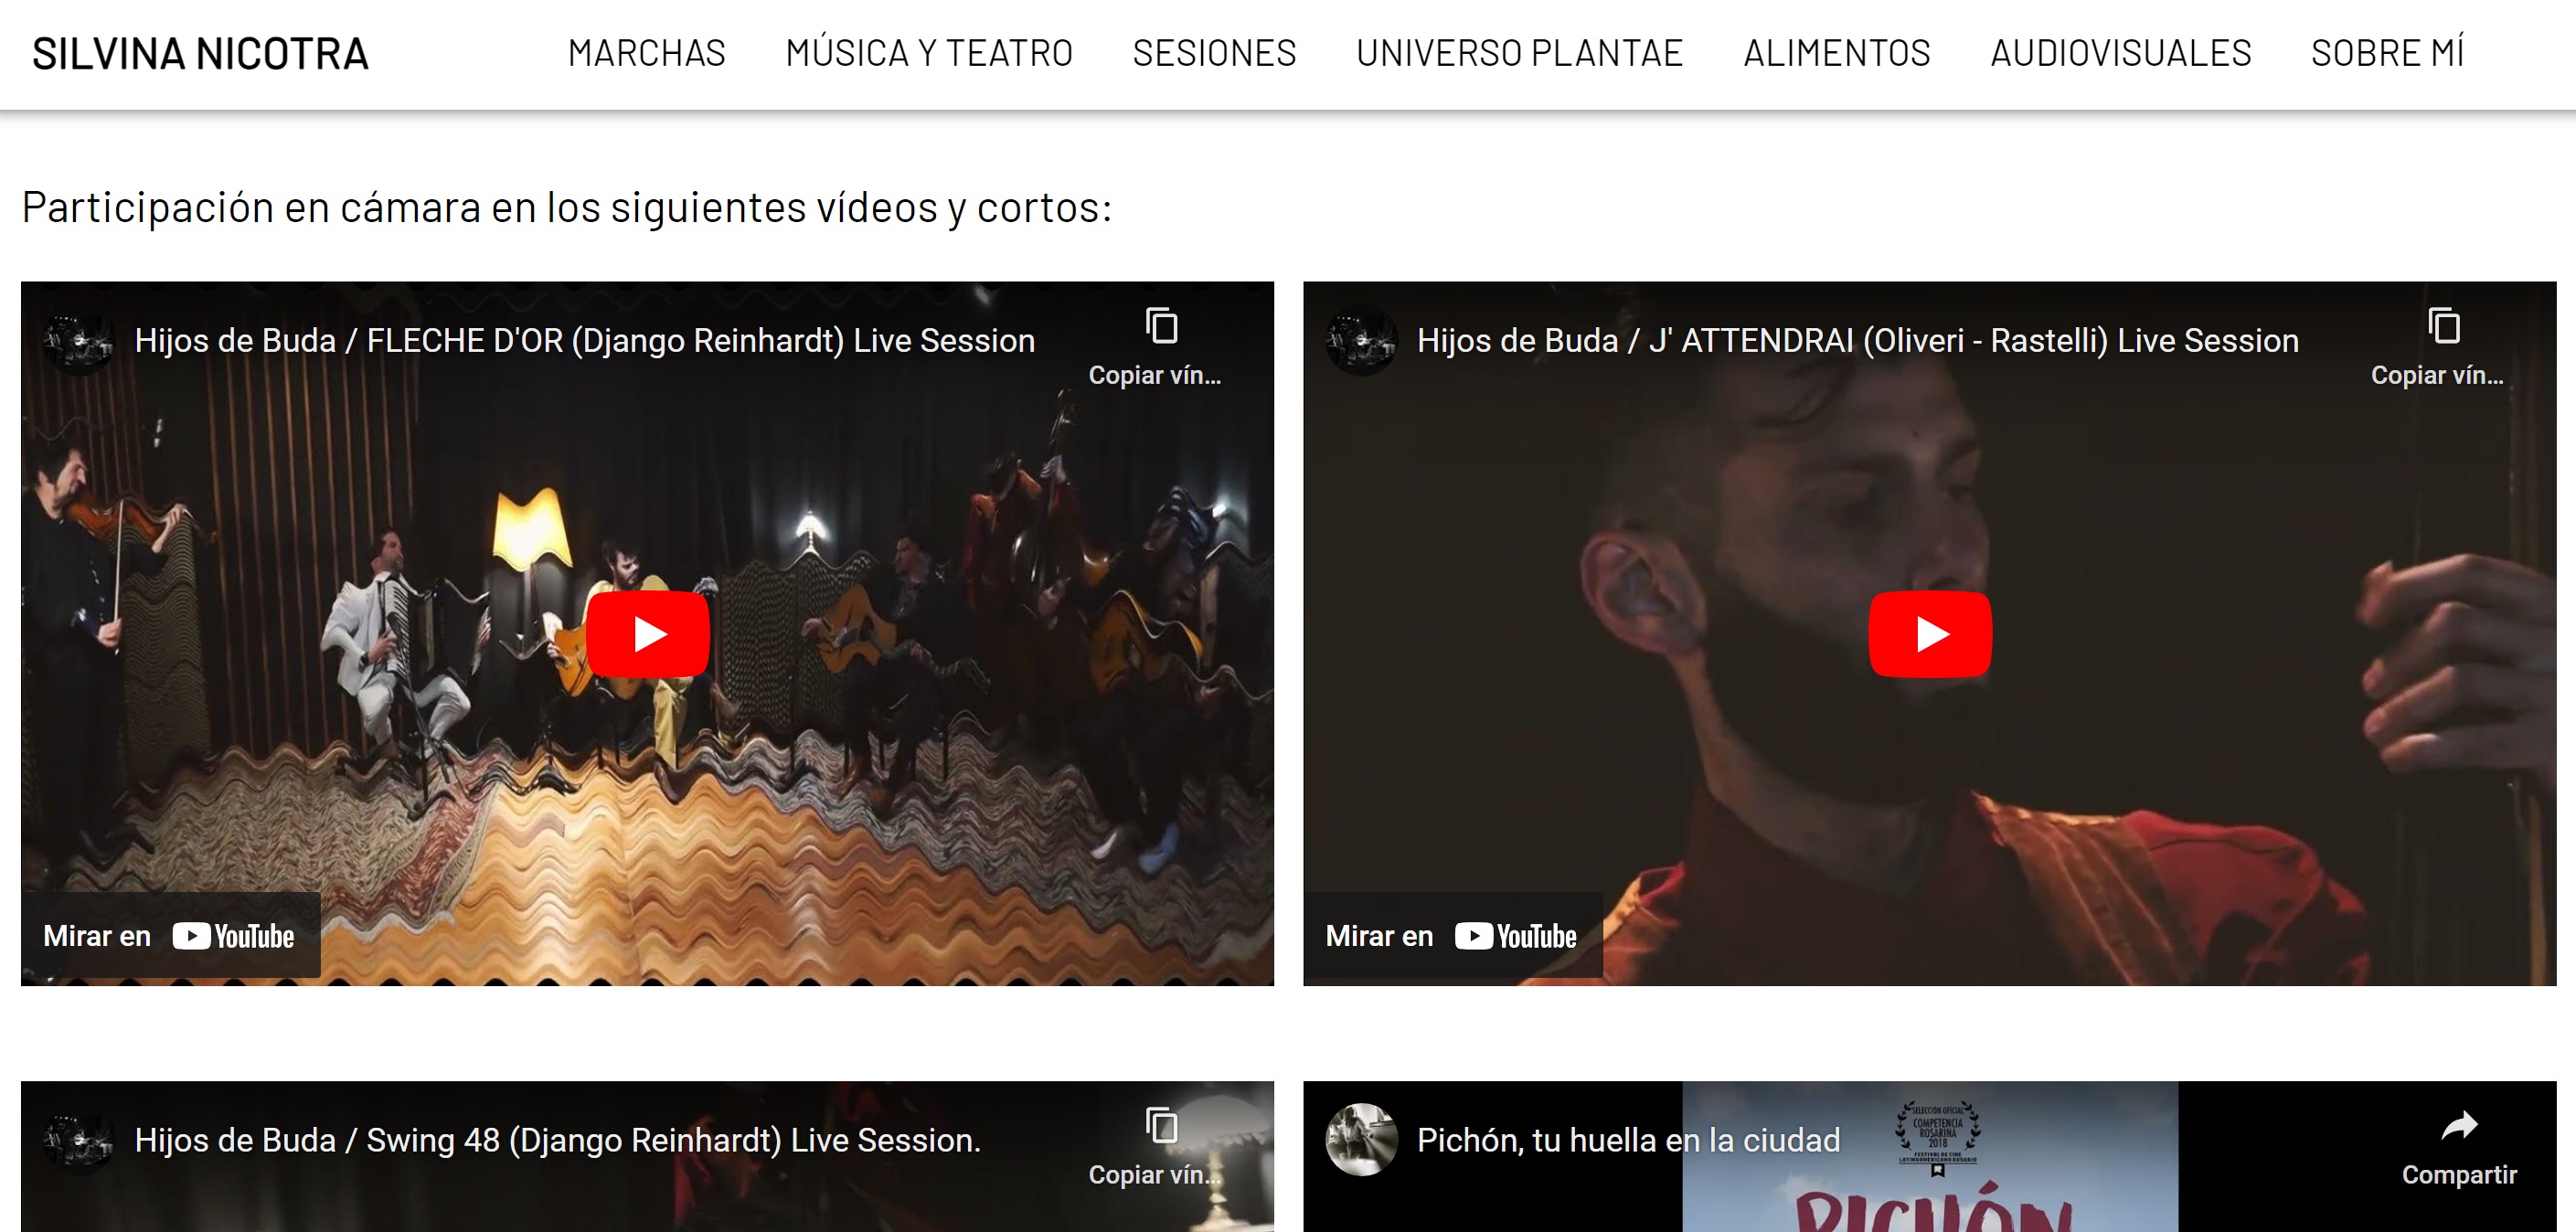 SILVINA NICOTRA
MARCHAS
MÚSICA Y TEATRO
SESIONES
UNIVERSO PLANTAE
ALIMENTOS
AUDIOVISUALES
SOBRE MÍ
Participación en cámara en los siguientes vídeos y cortos:
Hijos de Buda / FLECHE D'OR (Django Reinhardt) Live Session
Copiar vín...
Mirar en YouTube
Hijos de Buda / J' ATTENDRAI (Oliveri - Rastelli) Live Session
Copiar vín...
Mirar en YouTube
Hijos de Buda / Swing 48 (Django Reinhardt) Live Session.
Copiar vín...
Pichón, tu huella en la ciudad
Compartir
SELECCIÓN OFICIAL
COMPETENCIA
ROSARINA
2018
FESTIVAL DE CINE
LATINOAMERICANO ROSARIO
PICHÓN